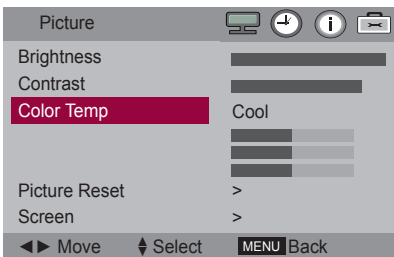 Picture
Brightness
Contrast
Color Temp Cool
Picture Reset >
Screen >
◄► Move ▲▼ Select MENU Back